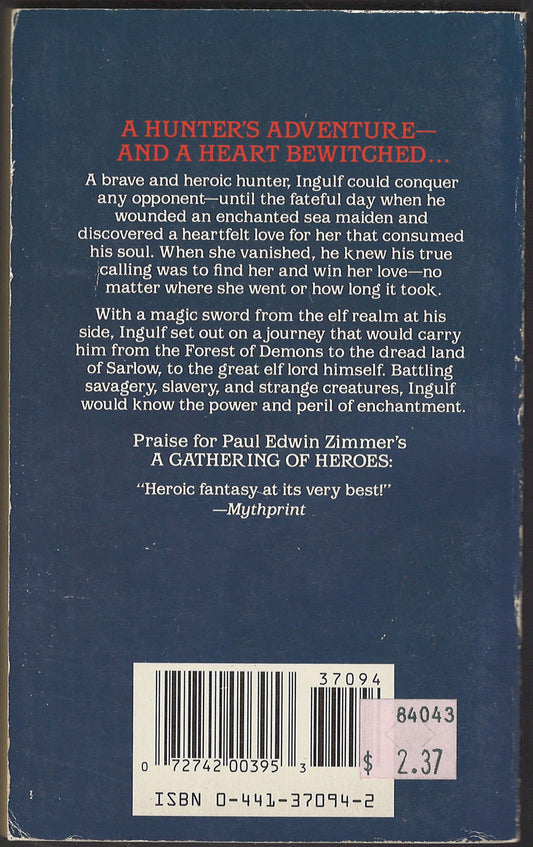 A HUNTER'S ADVENTURE—
AND A HEART BEWITCHED...
A brave and heroic hunter, Ingulf could conquer
any opponent—until the fateful day when he
wounded an enchanted sea maiden and
discovered a heartfelt love for her that consumed
his soul. When she vanished, he knew his true
calling was to find her and win her love—no
matter where she went or how long it took.
With a magic sword from the elf realm at his
side, Ingulf set out on a journey that would carry
him from the Forest of Demons to the dread land
of Sarlow, to the great elf lord himself. Battling
savagery, slavery, and strange creatures, Ingulf
would know the power and peril of enchantment.
Praise for Paul Edwin Zimmer's
A GATHERING OF HEROES:
"Heroic fantasy at its very best!"
—Mythprint
37094
84043
$ 2.37
0 72742 00395 3
ISBN 0-441-37094-2